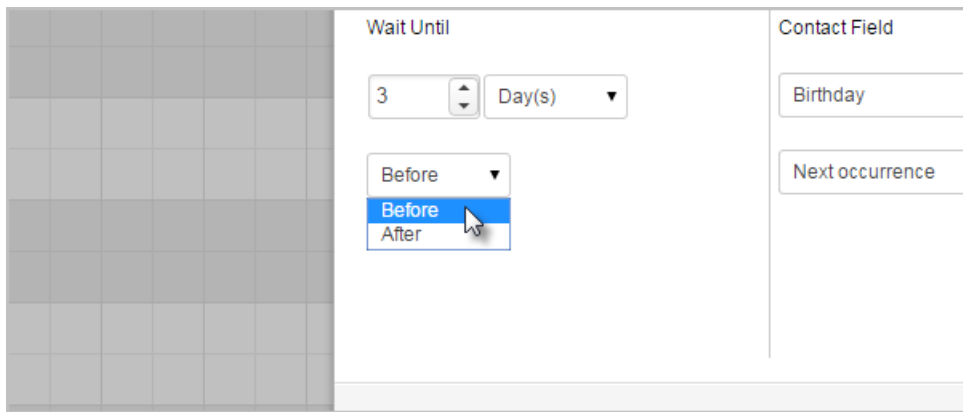 Wait Until
Contact Field
3
Day(s)
Birthday
Before
Next occurrence
Before
After